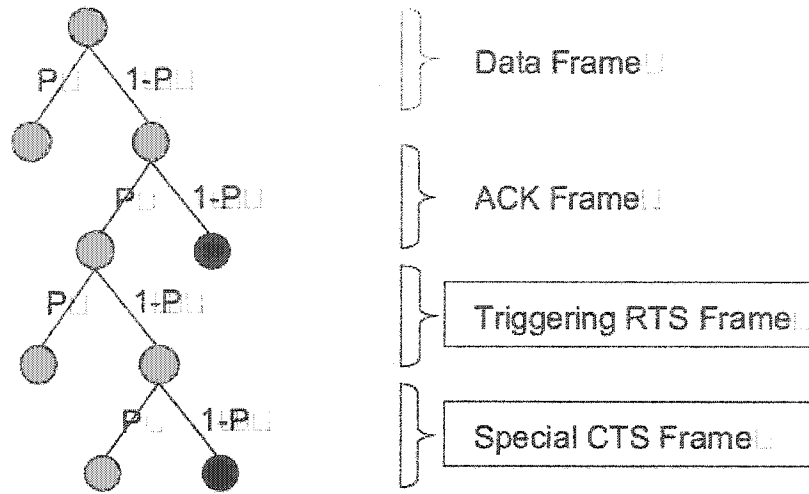 P 1-P Data Frame
P 1-P ACK Frame
P 1-P Triggering RTS Frame
P 1-P Special CTS Frame